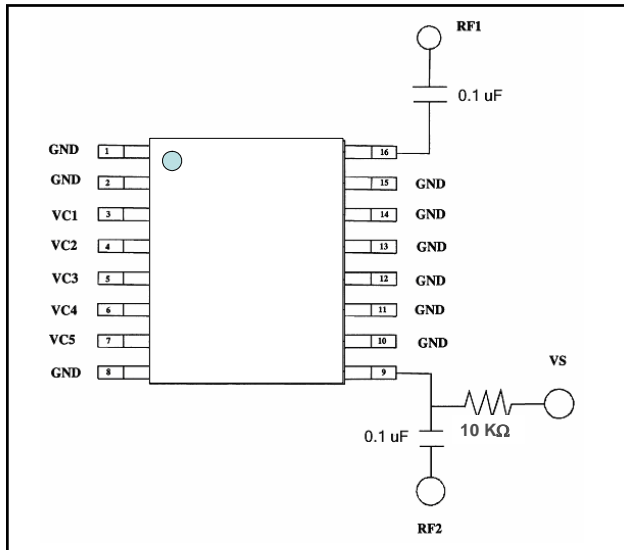 RF1
0.1 uF
GND 1 16
GND 2 15 GND
VC1 3 14 GND
VC2 4 13 GND
VC3 5 12 GND
VC4 6 11 GND
VC5 7 10 GND
GND 8 9
VS
10 KΩ
0.1 uF
RF2